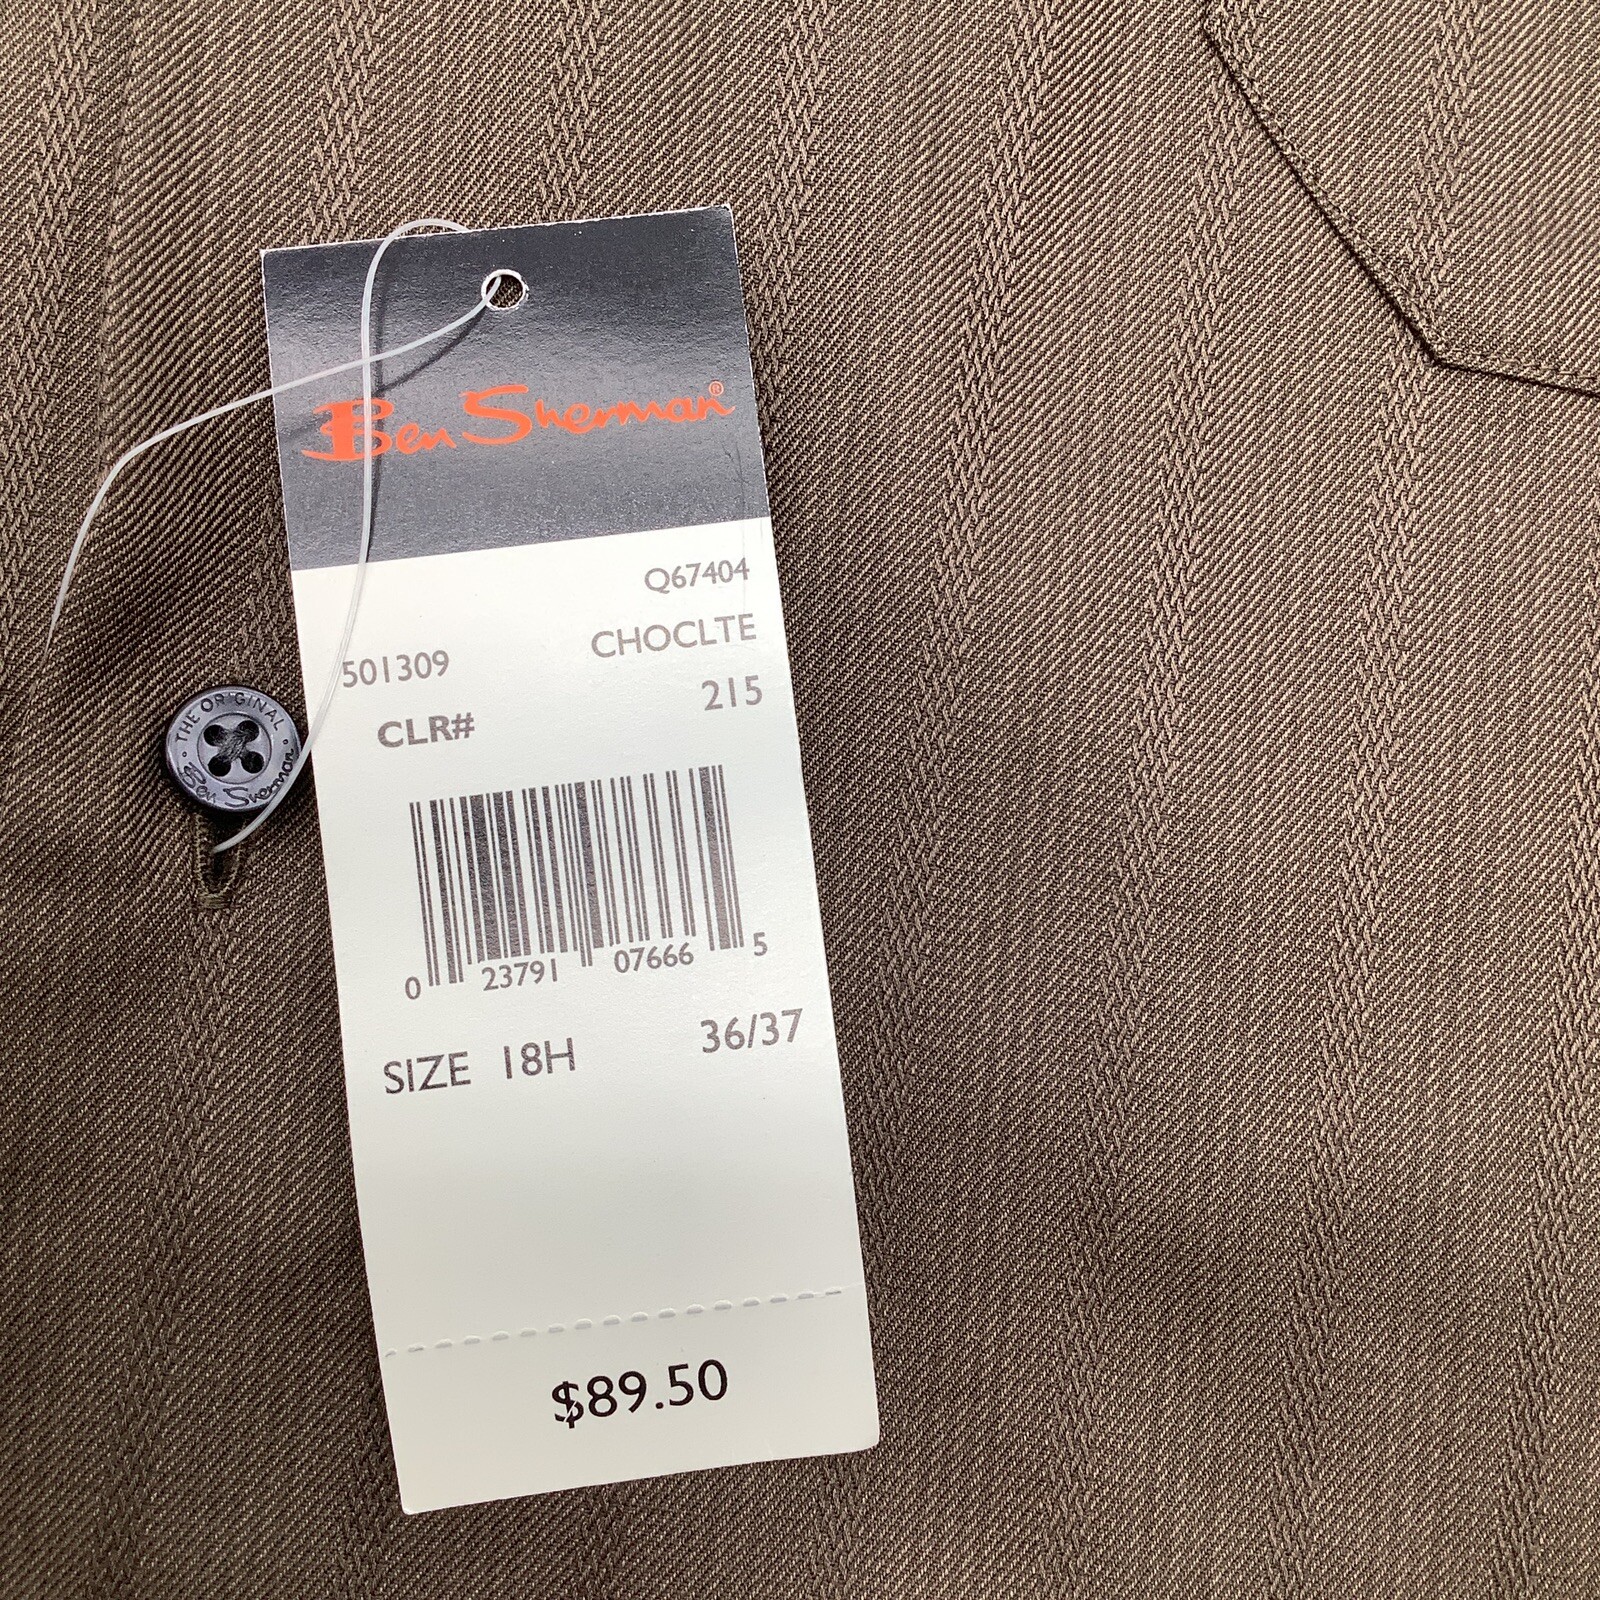 Ben Sherman®
Q67404
CHOCLTE
501309
215
CLR#
THE ORIGINAL
Ben Sherman
0 23791 07666 5
SIZE 18H 36/37
$89.50